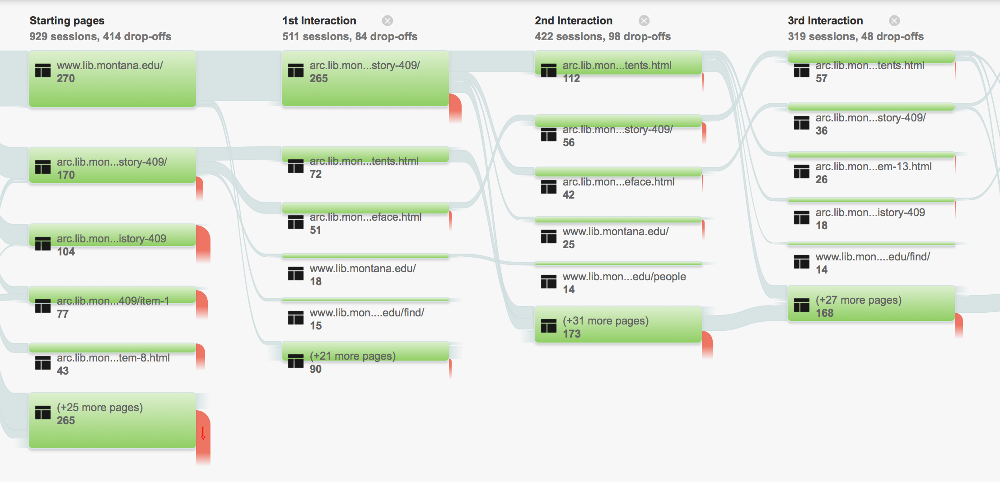 Starting pages
929 sessions, 414 drop-offs
www.lib.montana.edu/
270
arc.lib.mon...story-409/
170
arc.lib.mon...istory-409
104
arc.lib.mon...409/item-1
77
arc.lib.mon...tem-8.html
43
(+25 more pages)
265
1st Interaction
511 sessions, 84 drop-offs
arc.lib.mon...story-409/
265
arc.lib.mon...tents.html
72
arc.lib.mon...eface.html
51
www.lib.montana.edu/
18
www.lib.mon....edu/find/
15
(+21 more pages)
90
2nd Interaction
422 sessions, 98 drop-offs
arc.lib.mon...tents.html
112
arc.lib.mon...story-409/
56
arc.lib.mon...eface.html
42
www.lib.montana.edu/
25
www.lib.mon...edu/people
14
(+31 more pages)
173
3rd Interaction
319 sessions, 48 drop-offs
arc.lib.mon...tents.html
57
arc.lib.mon...story-409/
36
arc.lib.mon...em-13.html
26
arc.lib.mon...istory-409
18
www.lib.mon....edu/find/
14
(+27 more pages)
168